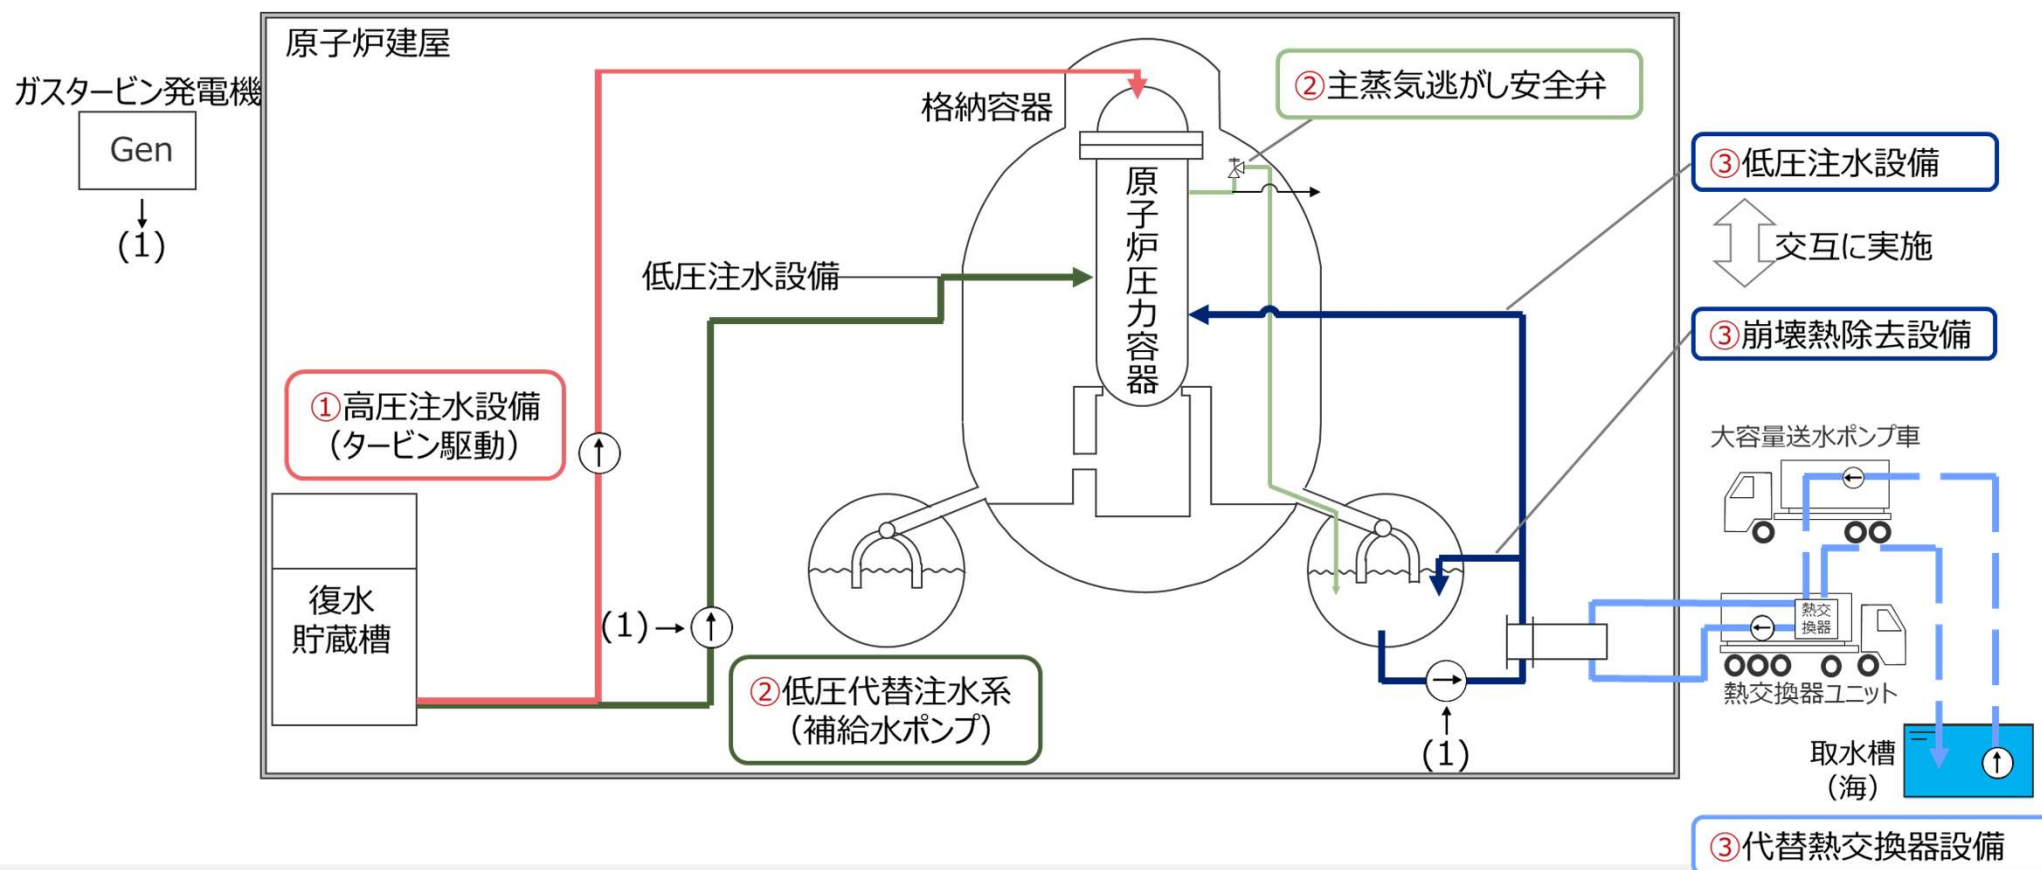 原子炉建屋
ガスタービン発電機
Gen
(1)
格納容器
②主蒸気逃がし安全弁
原子炉圧力容器
③低圧注水設備
交互に実施
低圧注水設備
③崩壊熱除去設備
①高圧注水設備
(タービン駆動)
大容量送水ポンプ車
復水
貯蔵槽
(1)
熱交
換器
②低圧代替注水系
(補給水ポンプ)
熱交換器ユニット
(1)
取水槽
(海)
③代替熱交換器設備